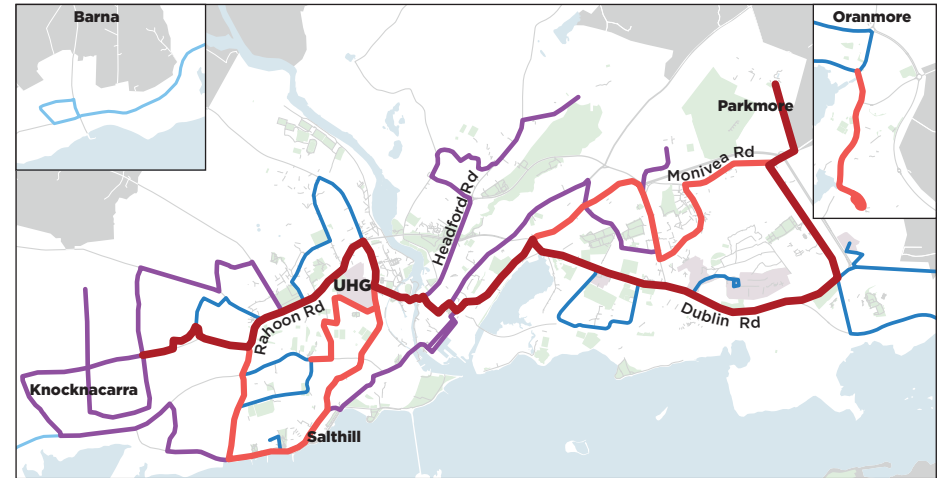 Barna
Oranmore
Parkmore
Monivea Rd
Headford Rd
UHG
Rahoon Rd
Dublin Rd
Knocknacarra
Salthill